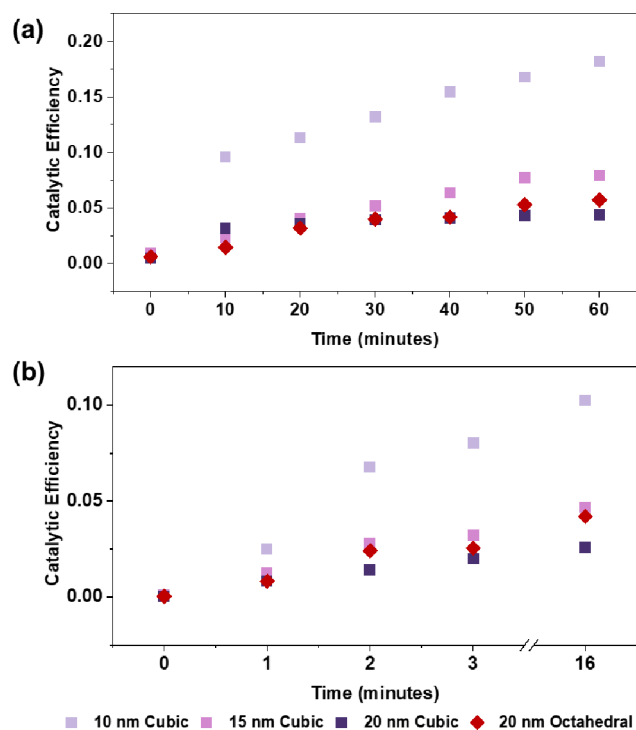 (a)
Catalytic Efficiency
0.20
0.15
0.10
0.05
0.00
0 10 20 30 40 50 60
Time (minutes)
(b)
Catalytic Efficiency
0.10
0.05
0.00
0 1 2 3 16
Time (minutes)
10 nm Cubic 15 nm Cubic 20 nm Cubic 20 nm Octahedral